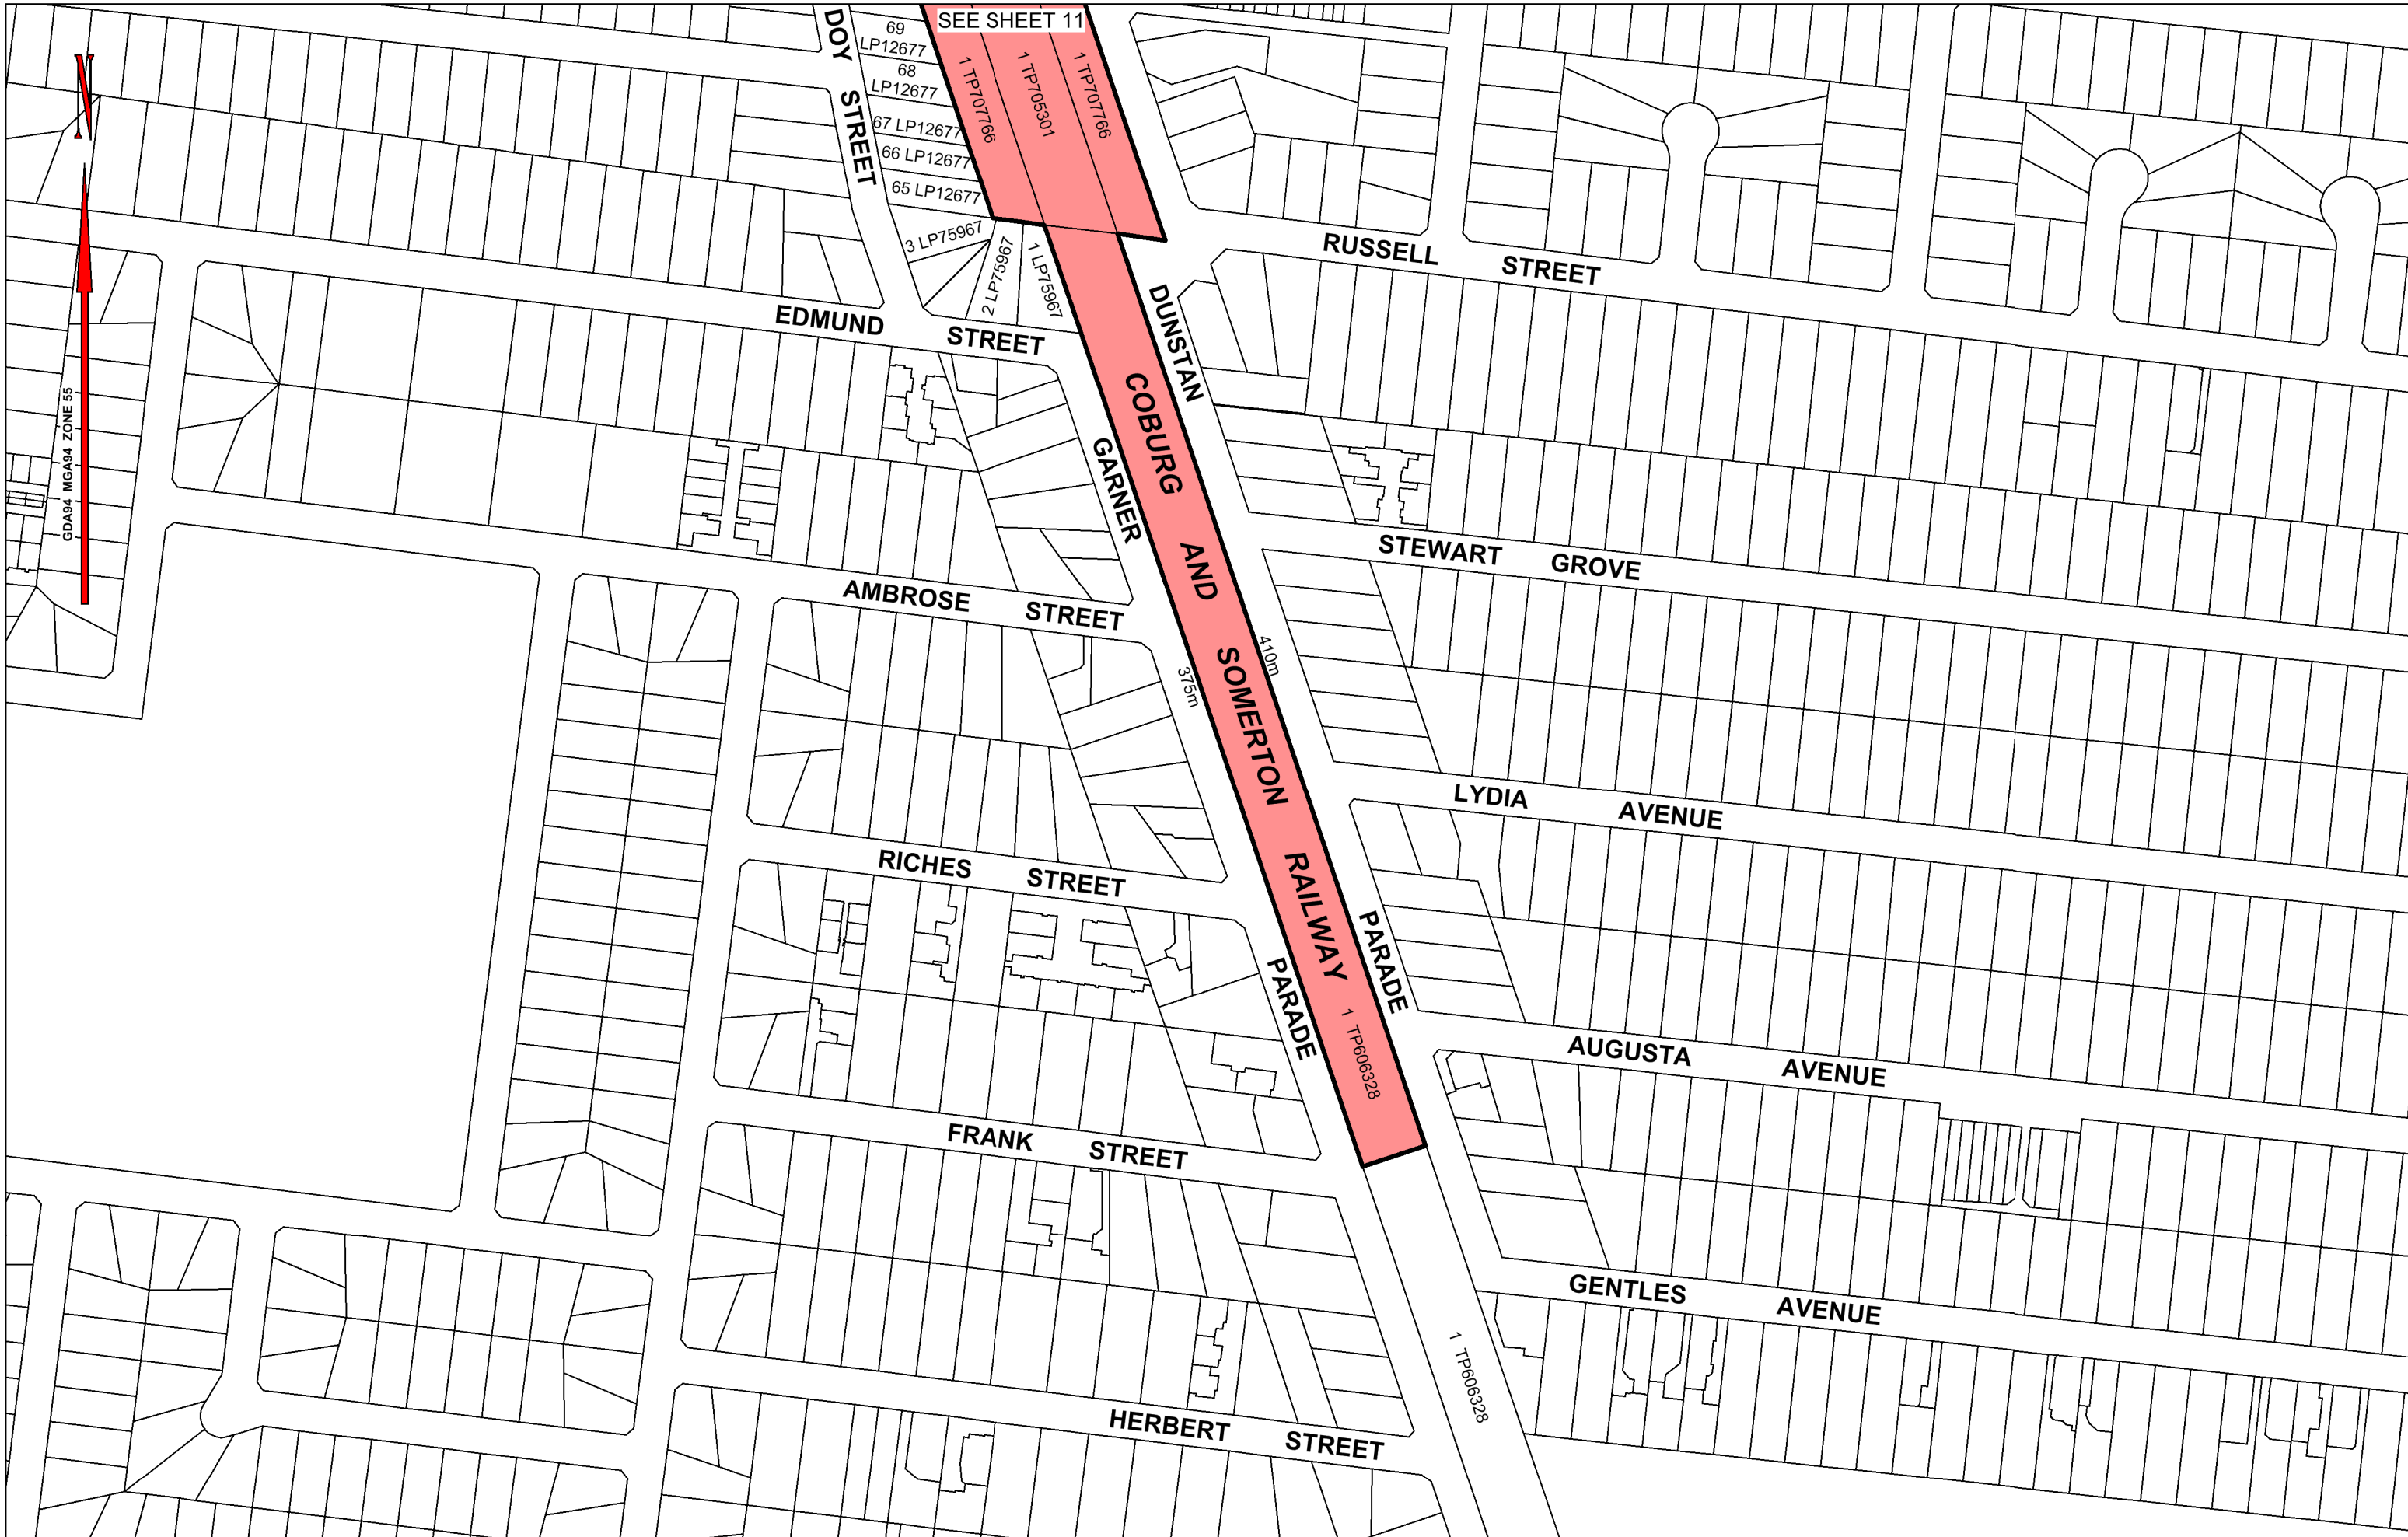 SEE SHEET 11
DOY STREET
69
LP12677
68
LP12677
67 LP12677
66 LP12677
65 LP12677
1 TP707766
1 TP705301
1 TP707766
N
GDA94 MGA94 ZONE 55
3 LP75967
2 LP75967
1 LP75967
RUSSELL STREET
EDMUND STREET
DUNSTAN PARADE
GARNER PARADE
COBURG AND SOMERTON RAILWAY
STEWART GROVE
AMBROSE STREET
410m
375m
LYDIA AVENUE
RICHES STREET
1 TP606328
AUGUSTA AVENUE
FRANK STREET
GENTLES AVENUE
1 TP606328
HERBERT STREET